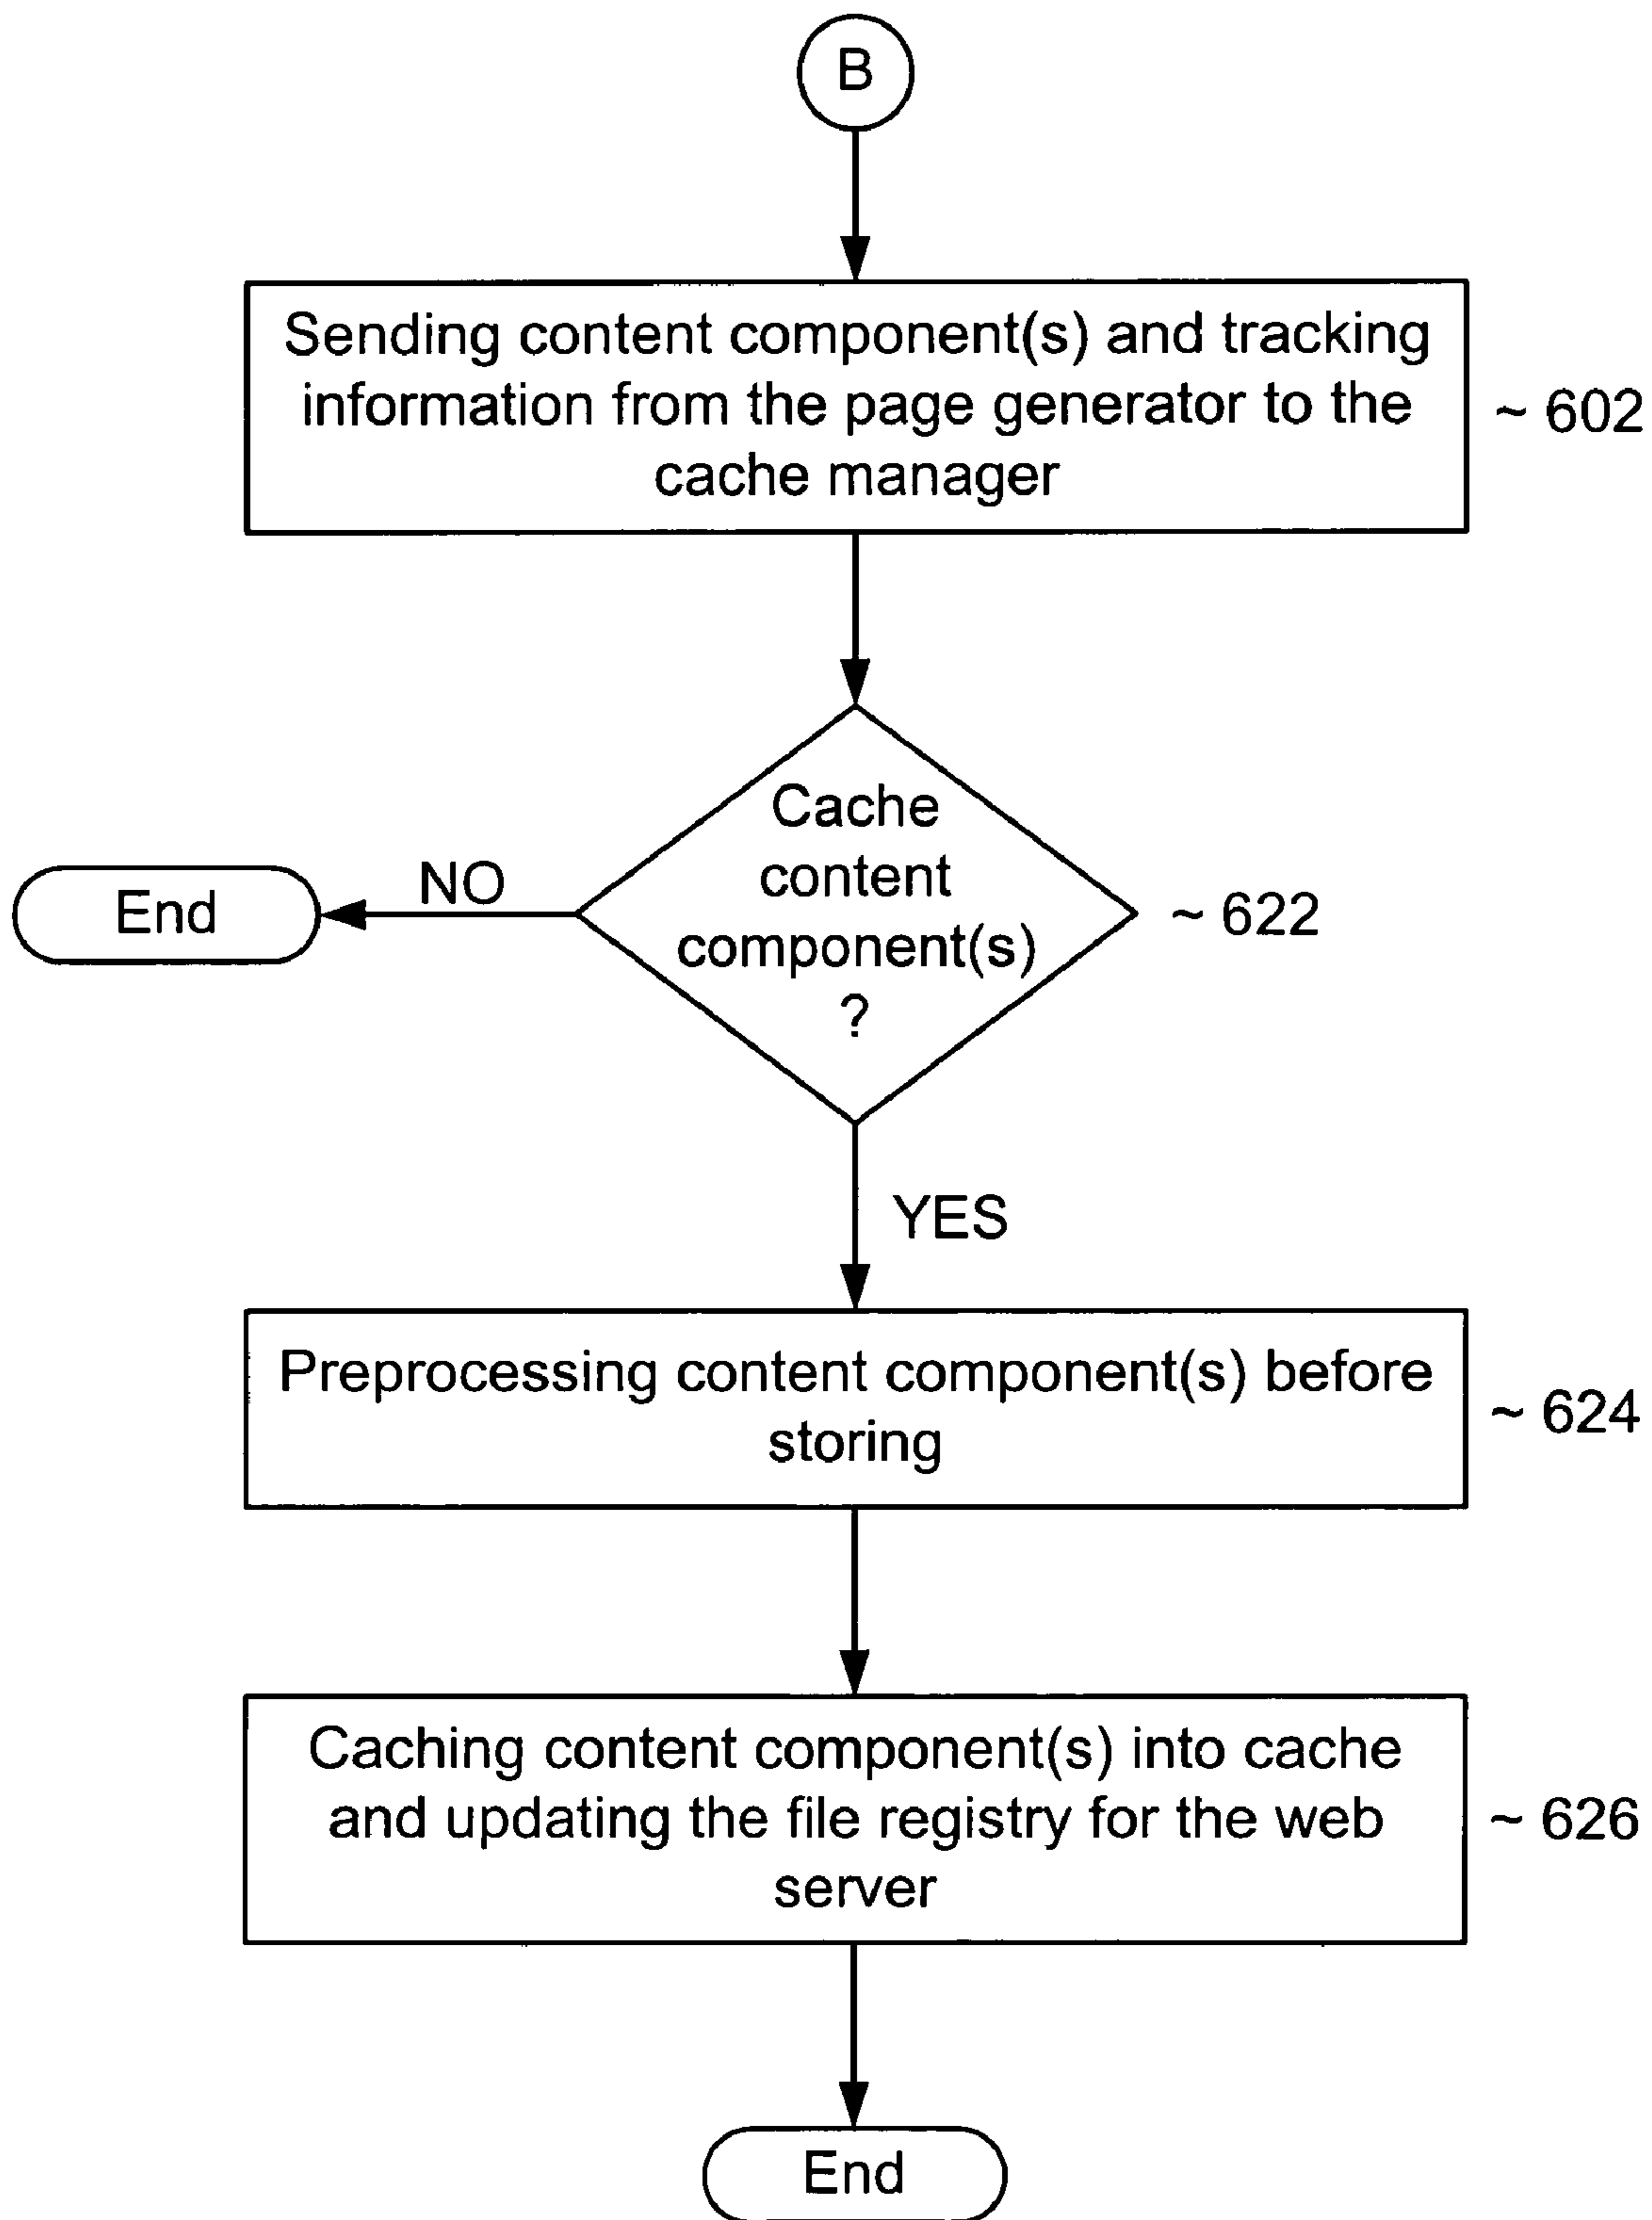 B
Sending content component(s) and tracking
information from the page generator to the
cache manager
~ 602
Cache
content
component(s)
?
~ 622
NO
End
YES
Preprocessing content component(s) before
storing
~ 624
Caching content component(s) into cache
and updating the file registry for the web
server
~ 626
End